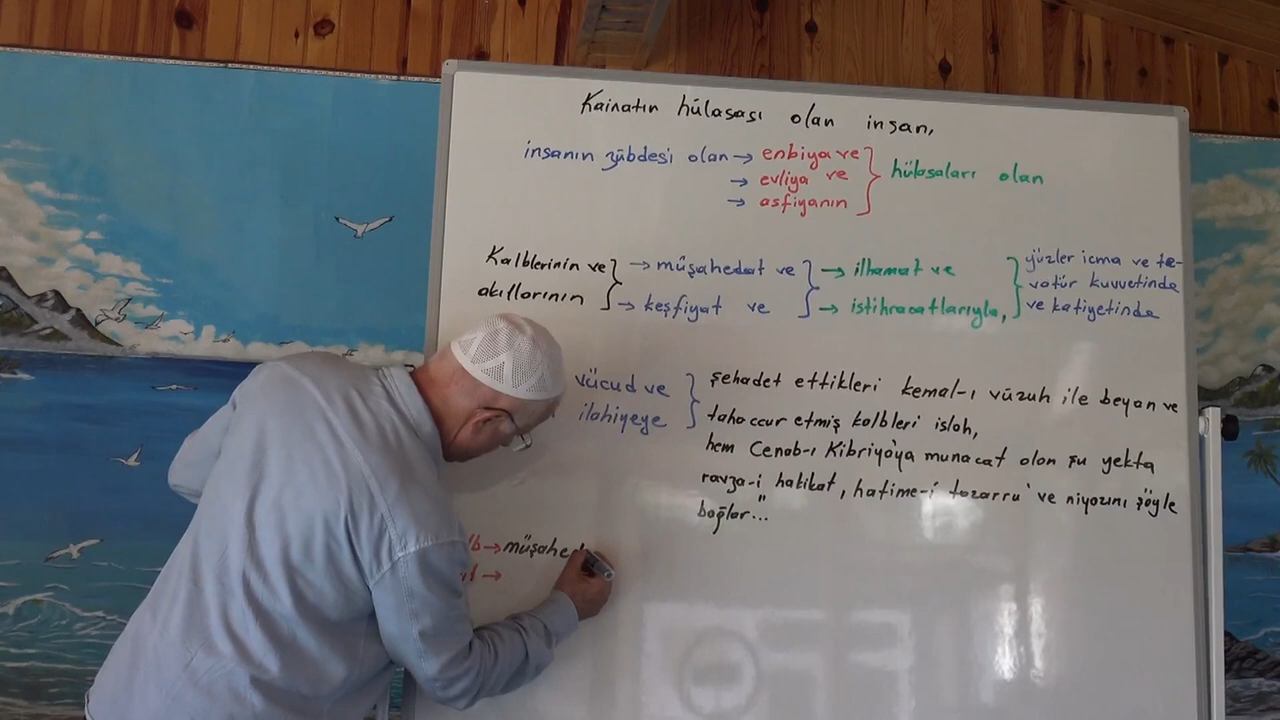 Kainatın hülasası olan insan,
insanın zübdesi olan → enbiya ve } hülasaları olan
→ evliya ve
→ asfiyanın
Kalblerinin ve } → müşahedat ve } → ilhamat ve } yüzler icma ve te-
akıllarının → keşfiyat ve → istihracatlarıyla, vatür kuvvetinde
ve katiyetinde
vücud ve } şehadet ettikleri kemal-ı vüzuh ile beyan ve
ilahiyeye tahaccur etmiş kalbleri islah,
hem Cenab-ı Kibriya'ya munacat olan şu yekta
ravza-i hakikat, hatime-i tazarru' ve niyazını şöyle
bağlar..."
→ müşahed
→